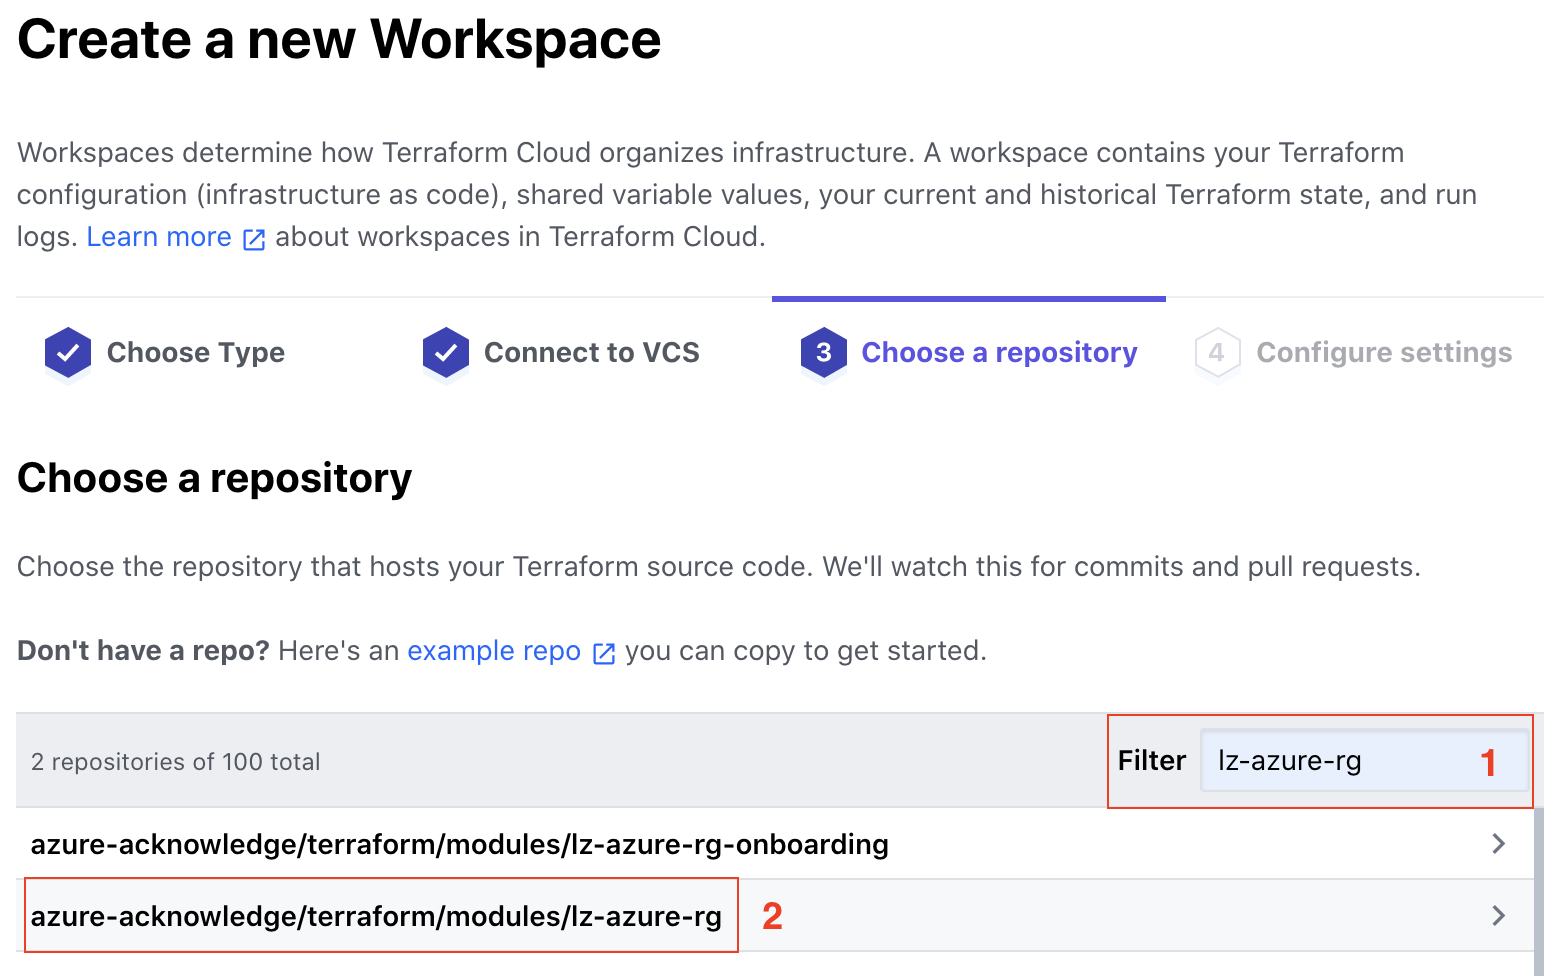 Create a new Workspace
Workspaces determine how Terraform Cloud organizes infrastructure. A workspace contains your Terraform
configuration (infrastructure as code), shared variable values, your current and historical Terraform state, and run
logs. Learn more about workspaces in Terraform Cloud.
Choose Type
Connect to VCS
3 Choose a repository
4 Configure settings
Choose a repository
Choose the repository that hosts your Terraform source code. We'll watch this for commits and pull requests.
Don't have a repo? Here's an example repo you can copy to get started.
2 repositories of 100 total
Filter lz-azure-rg 1
azure-acknowledge/terraform/modules/lz-azure-rg-onboarding
azure-acknowledge/terraform/modules/lz-azure-rg 2